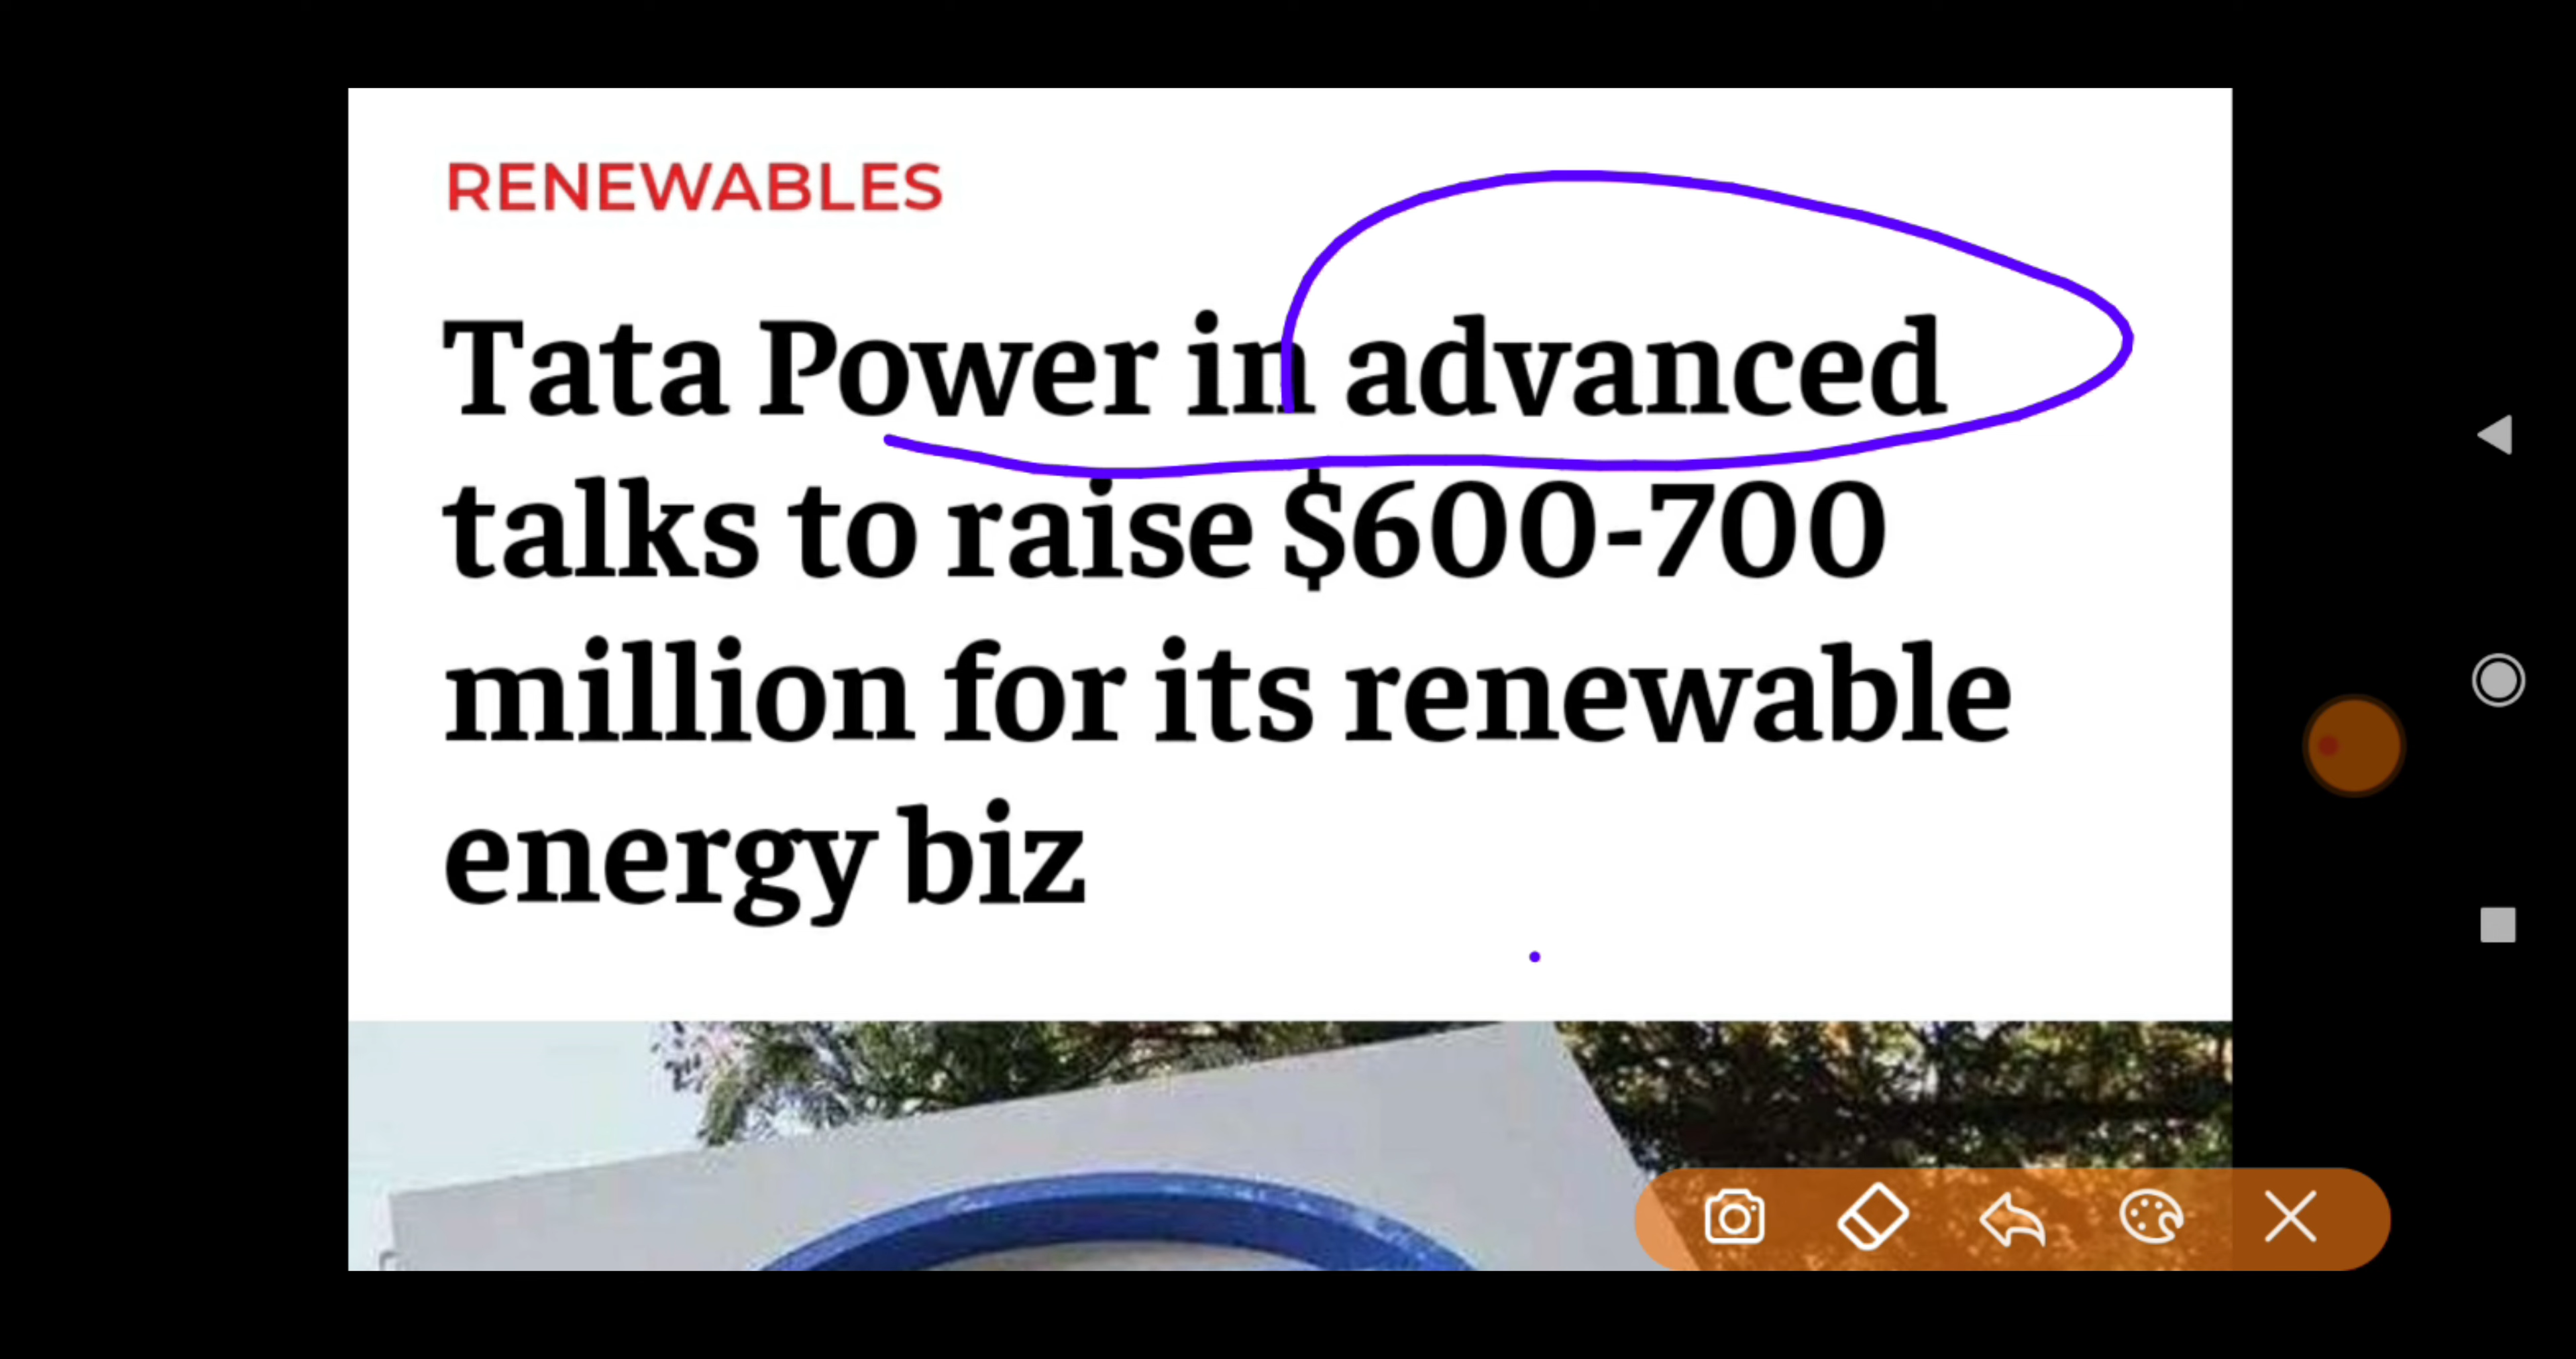 RENEWABLES
Tata Power in advanced
talks to raise $600-700
million for its renewable
energy biz